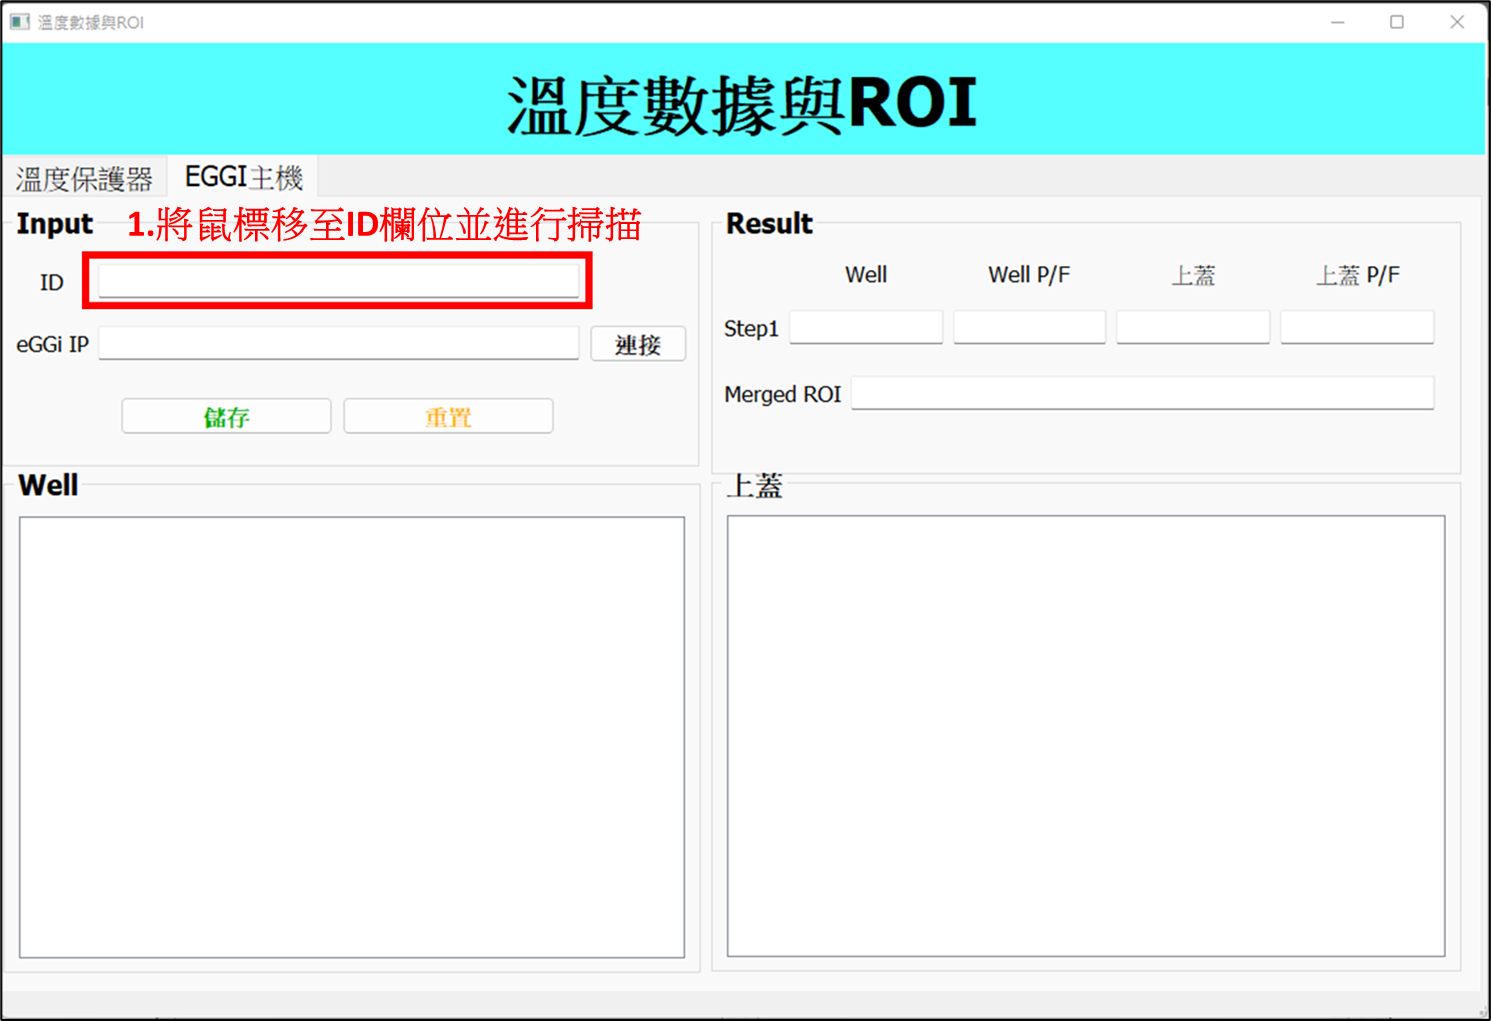 溫度數據與ROI
溫度數據與ROI
溫度保護器 EGGI主機
Input 1.將鼠標移至ID欄位並進行掃描
ID
eGGi IP 連接
儲存 重置
Result
Well Well P/F 上蓋 上蓋 P/F
Step1
Merged ROI
Well
上蓋